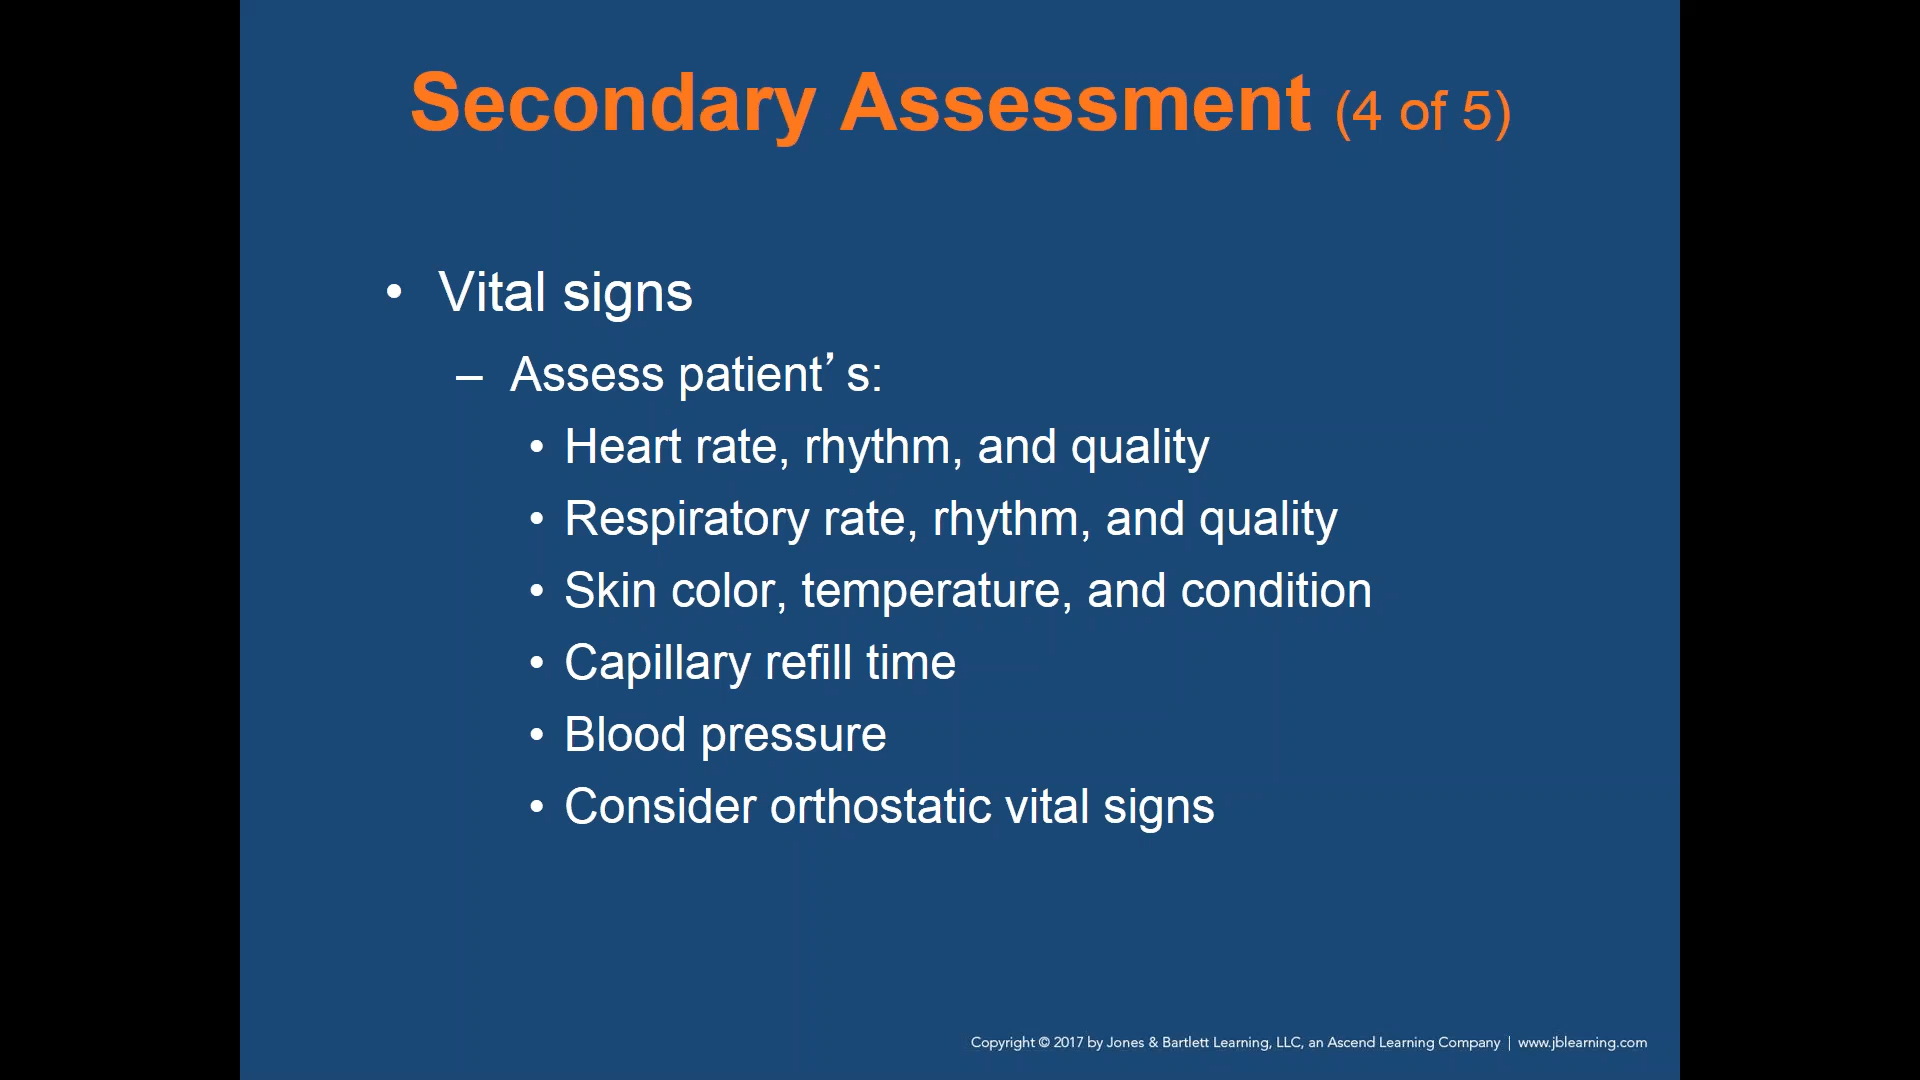 Secondary Assessment (4 of 5)
• Vital signs
– Assess patient’s:
• Heart rate, rhythm, and quality
• Respiratory rate, rhythm, and quality
• Skin color, temperature, and condition
• Capillary refill time
• Blood pressure
• Consider orthostatic vital signs
Copyright © 2017 by Jones & Bartlett Learning, LLC, an Ascend Learning Company | www.jblearning.com